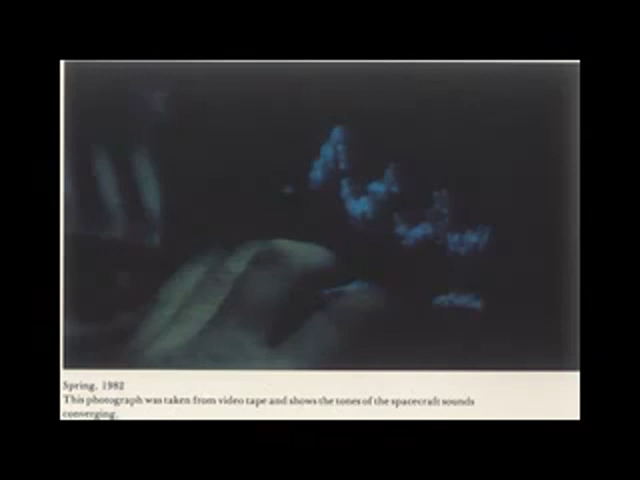 Spring, 1982
This photograph was taken from video tape and shows the tones of the spacecraft sounds
converging.